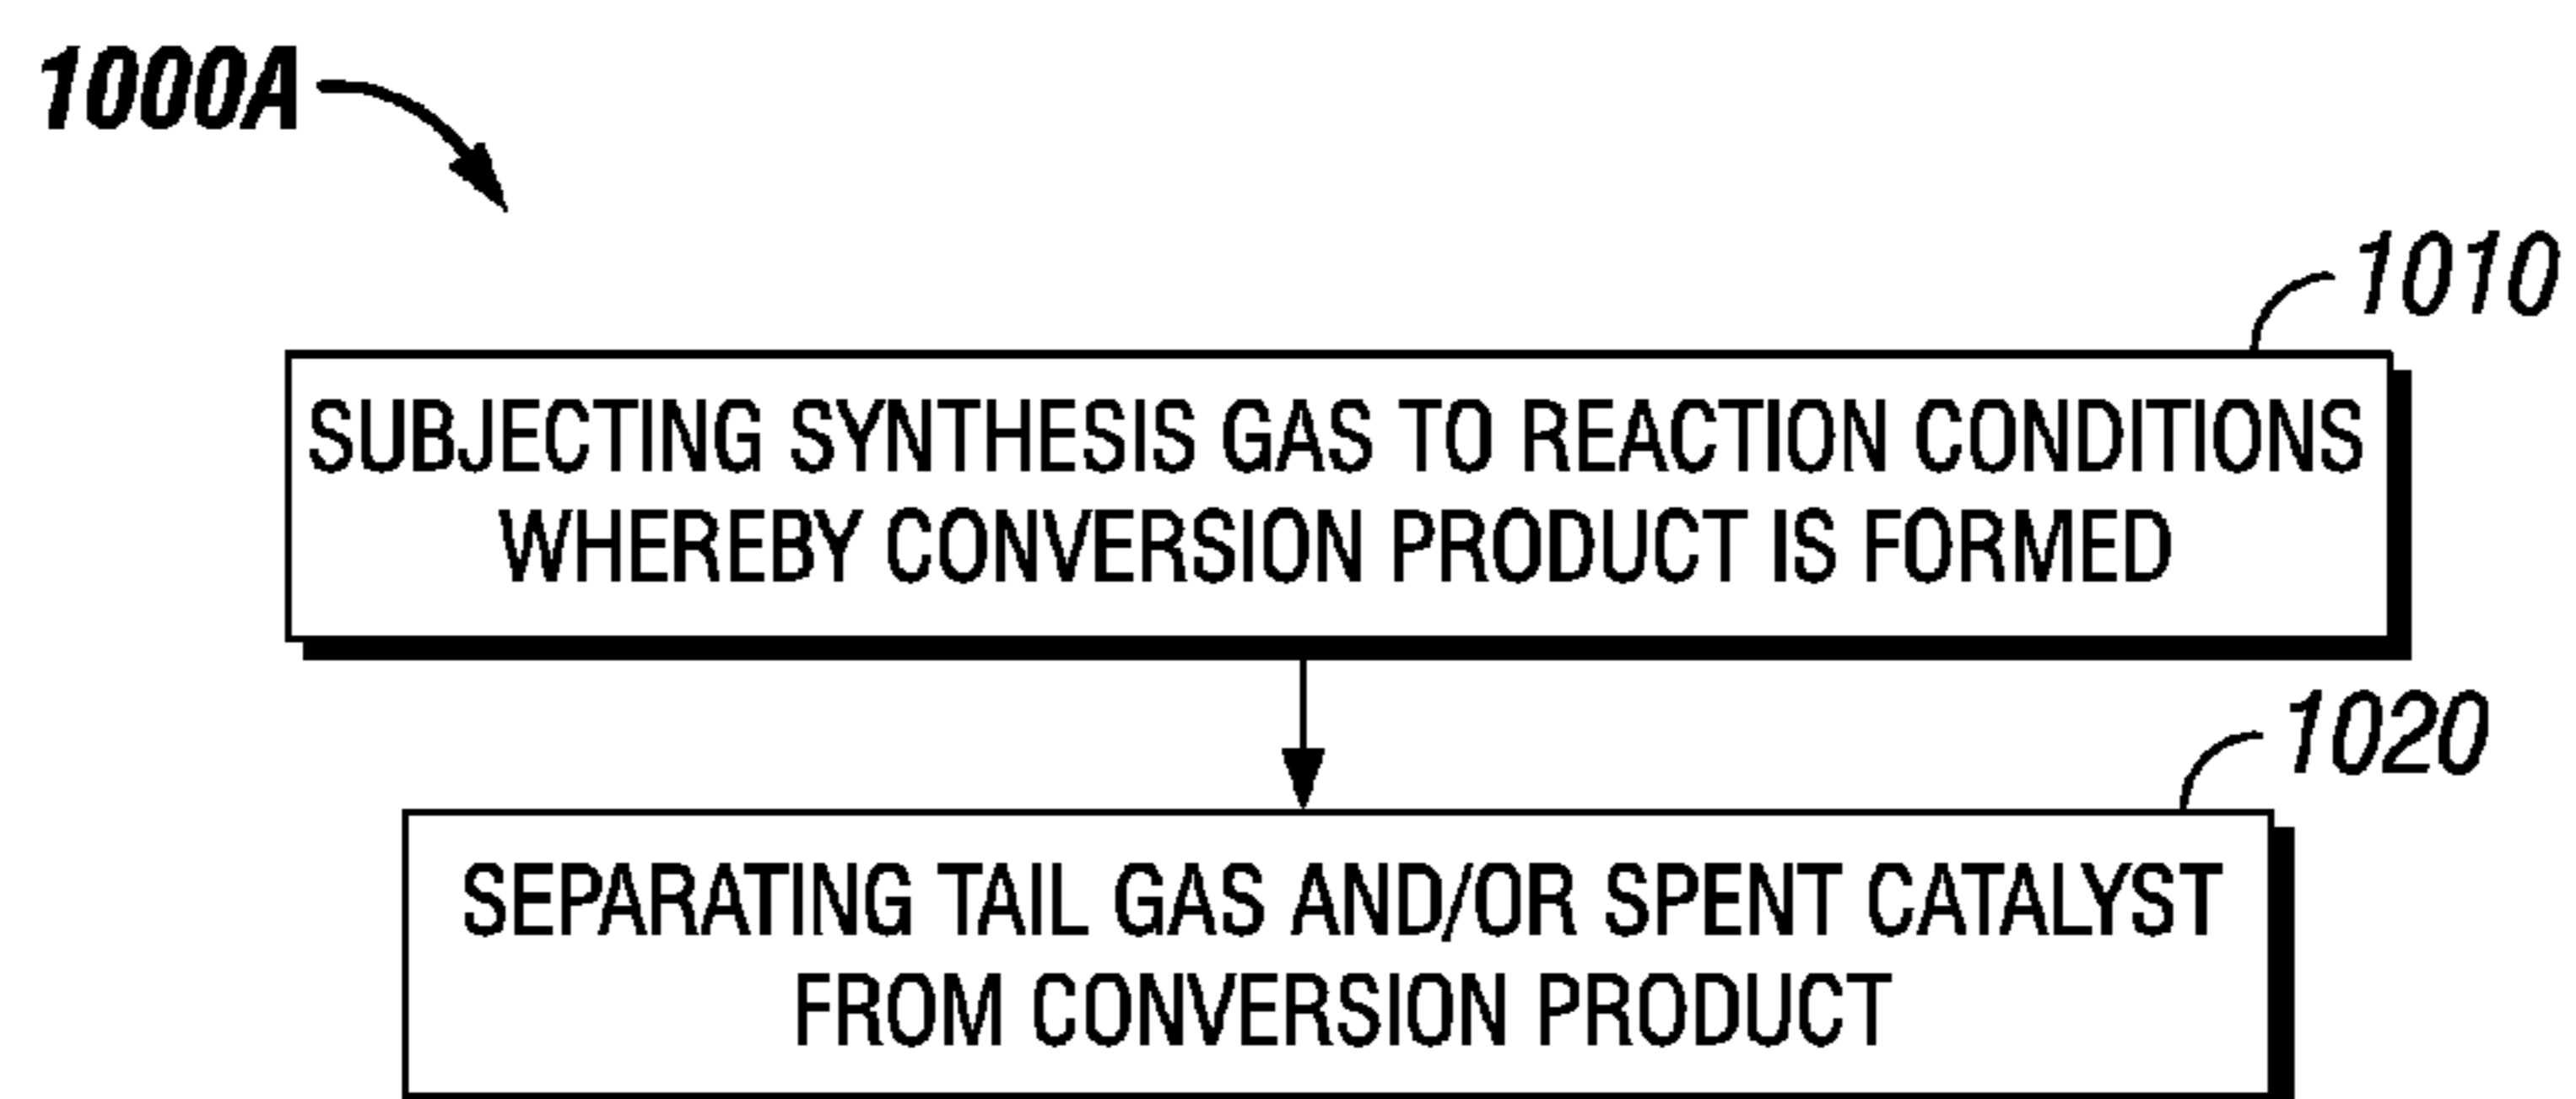 1000A
1010
SUBJECTING SYNTHESIS GAS TO REACTION CONDITIONS
WHEREBY CONVERSION PRODUCT IS FORMED
1020
SEPARATING TAIL GAS AND/OR SPENT CATALYST
FROM CONVERSION PRODUCT